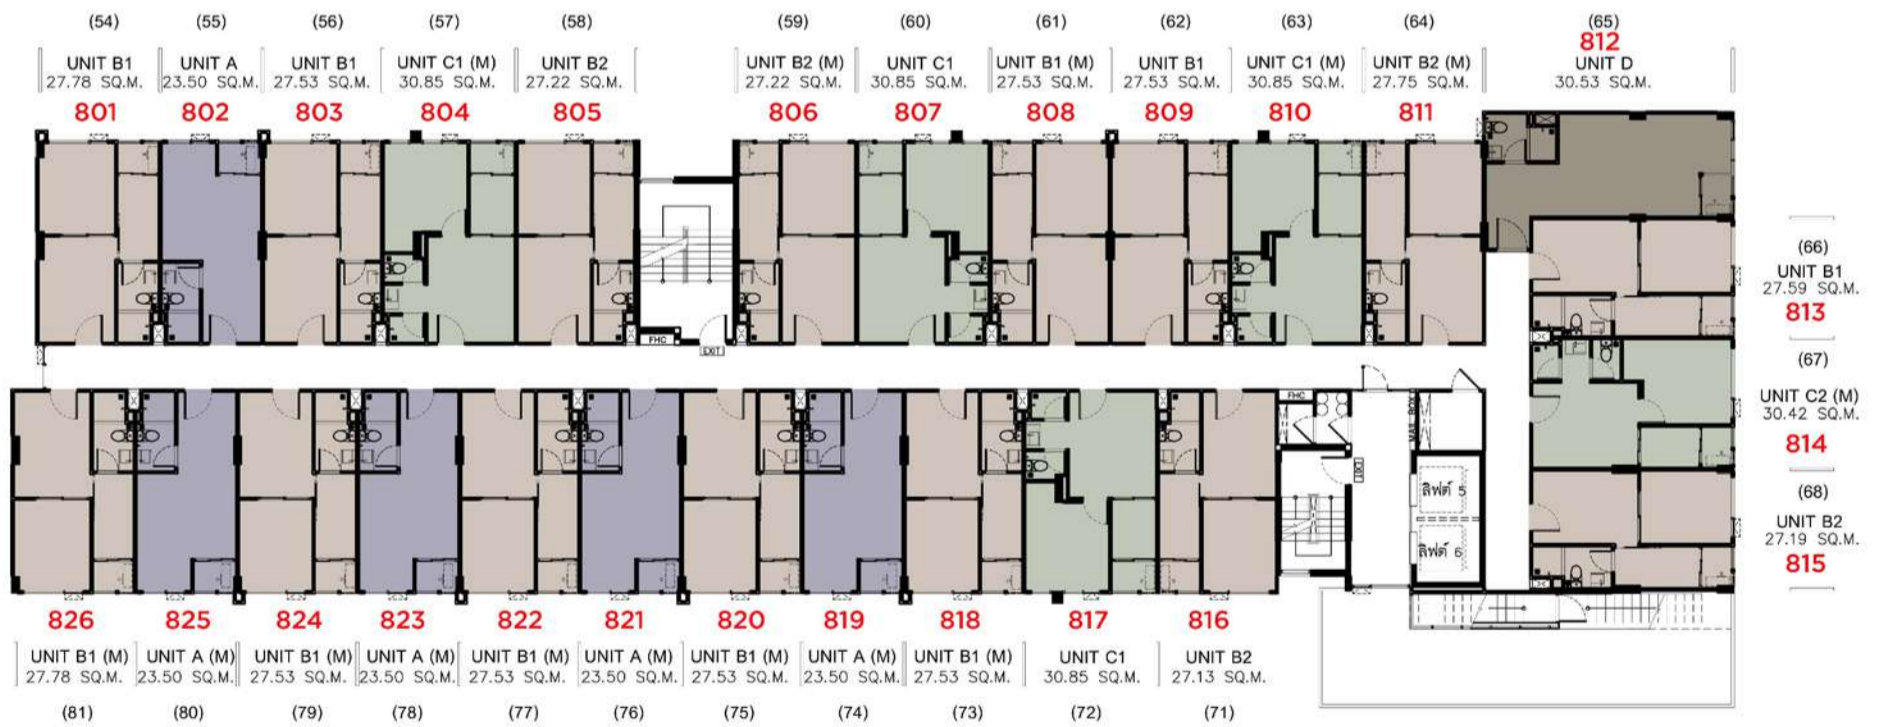 (54)
UNIT B1
27.78 SQ.M.
801
(55)
UNIT A
23.50 SQ.M.
802
(56)
UNIT B1
27.53 SQ.M.
803
(57)
UNIT C1 (M)
30.85 SQ.M.
804
(58)
UNIT B2
27.22 SQ.M.
805
(59)
UNIT B2 (M)
27.22 SQ.M.
806
(60)
UNIT C1
30.85 SQ.M.
807
(61)
UNIT B1 (M)
27.53 SQ.M.
808
(62)
UNIT B1
27.53 SQ.M.
809
(63)
UNIT C1 (M)
30.85 SQ.M.
810
(64)
UNIT B2 (M)
27.75 SQ.M.
811
(65)
812
UNIT D
30.53 SQ.M.
(66)
UNIT B1
27.59 SQ.M.
813
(67)
UNIT C2 (M)
30.42 SQ.M.
814
(68)
UNIT B2
27.19 SQ.M.
815
FHC
EXIT
FHC
MAIL BOX
EXIT
ลิฟต์ 5
ลิฟต์ 6
826
UNIT B1 (M)
27.78 SQ.M.
(81)
825
UNIT A (M)
23.50 SQ.M.
(80)
824
UNIT B1 (M)
27.53 SQ.M.
(79)
823
UNIT A (M)
23.50 SQ.M.
(78)
822
UNIT B1 (M)
27.53 SQ.M.
(77)
821
UNIT A (M)
23.50 SQ.M.
(76)
820
UNIT B1 (M)
27.53 SQ.M.
(75)
819
UNIT A (M)
23.50 SQ.M.
(74)
818
UNIT B1 (M)
27.53 SQ.M.
(73)
817
UNIT C1
30.85 SQ.M.
(72)
816
UNIT B2
27.13 SQ.M.
(71)